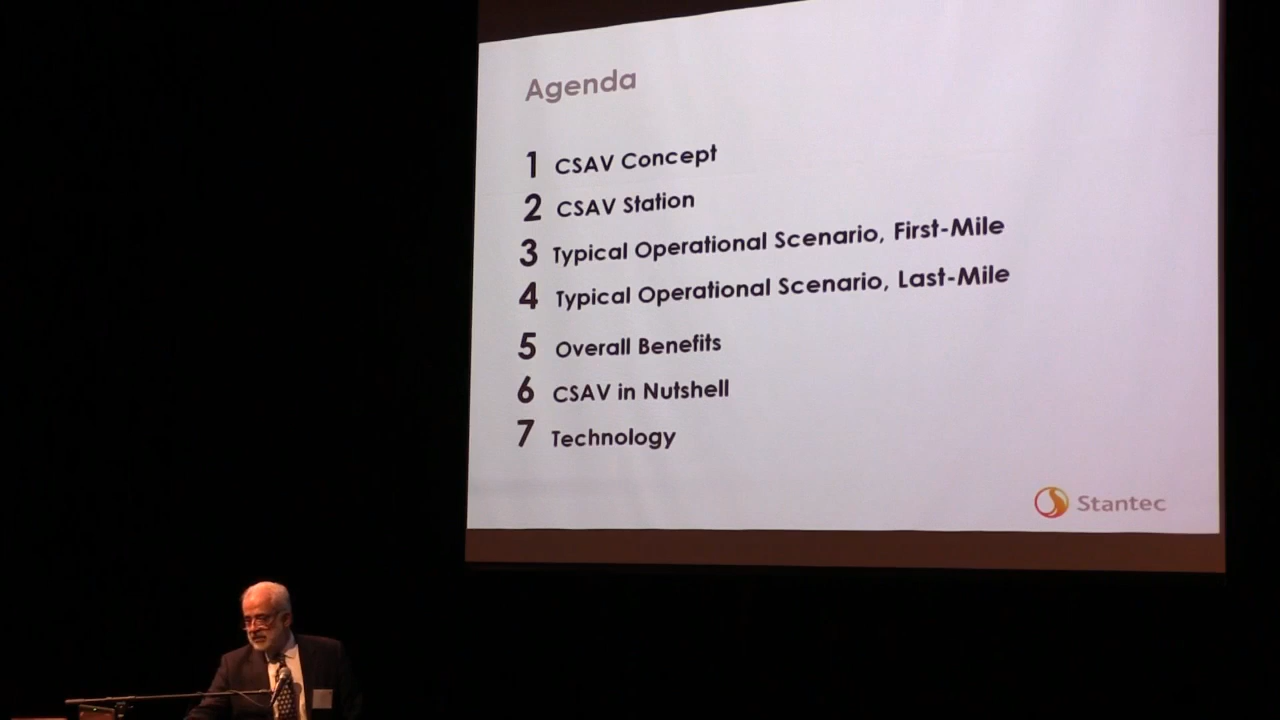 Agenda
1 CSAV Concept
2 CSAV Station
3 Typical Operational Scenario, First-Mile
4 Typical Operational Scenario, Last-Mile
5 Overall Benefits
6 CSAV in Nutshell
7 Technology
Stantec